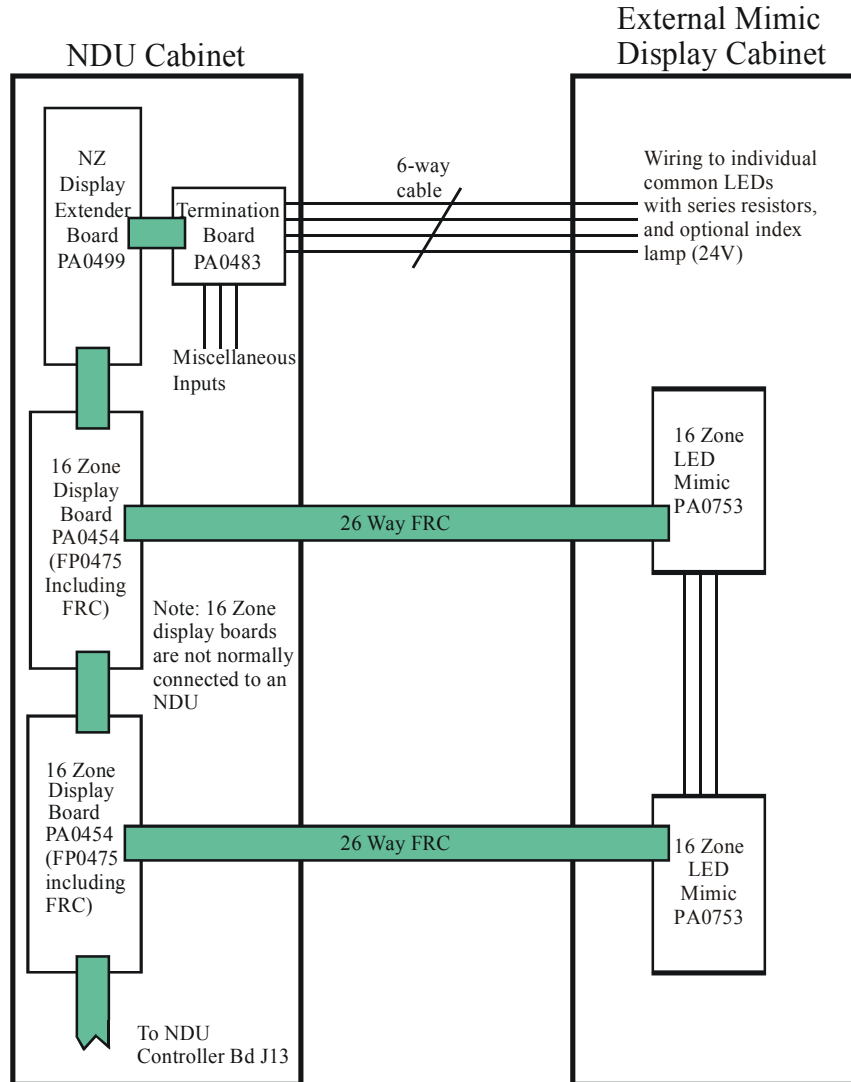 NDU Cabinet
External Mimic
Display Cabinet
NZ
Display
Extender
Board
PA0499
Termination
Board
PA0483
6-way
cable
Wiring to individual
common LEDs
with series resistors,
and optional index
lamp (24V)
Miscellaneous
Inputs
16 Zone
Display
Board
PA0454
(FP0475
Including
FRC)
26 Way FRC
16 Zone
LED
Mimic
PA0753
Note: 16 Zone
display boards
are not normally
connected to an
NDU
16 Zone
Display
Board
PA0454
(FP0475
including
FRC)
26 Way FRC
16 Zone
LED
Mimic
PA0753
To NDU
Controller Bd J13